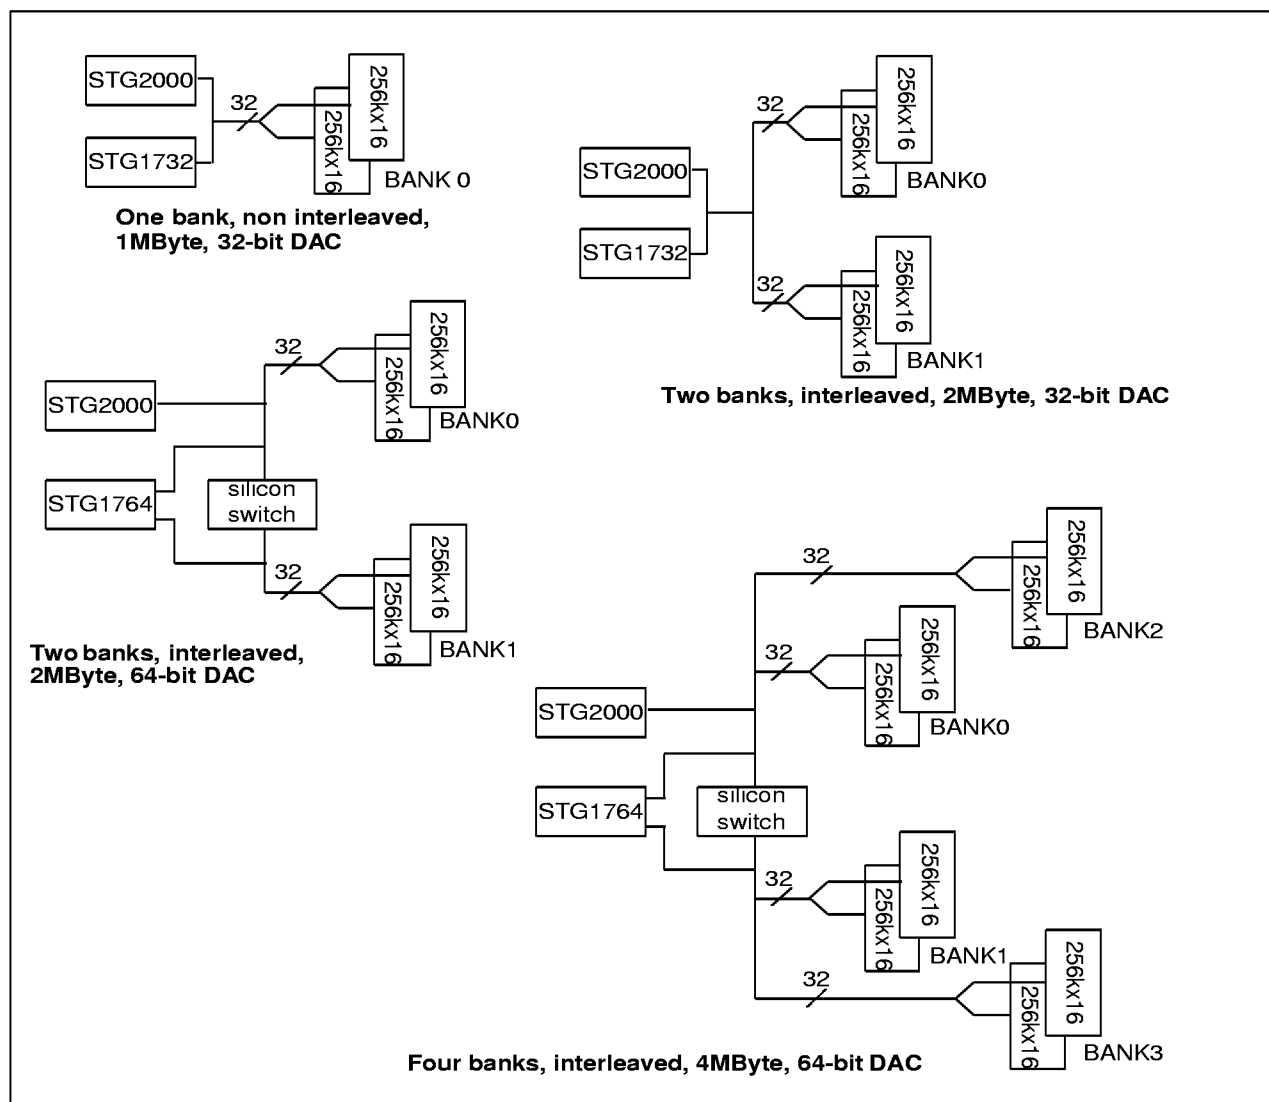 STG2000
STG1732
32
256kx16
256kx16
BANK 0
One bank, non interleaved,
1MByte, 32-bit DAC
STG2000
STG1732
32
256kx16
256kx16
BANK0
32
256kx16
256kx16
BANK1
Two banks, interleaved, 2MByte, 32-bit DAC
STG2000
STG1764
silicon
switch
32
256kx16
256kx16
BANK0
32
256kx16
256kx16
BANK1
Two banks, interleaved,
2MByte, 64-bit DAC
STG2000
STG1764
silicon
switch
32
256kx16
256kx16
BANK2
32
256kx16
256kx16
BANK0
32
256kx16
256kx16
BANK1
32
256kx16
256kx16
BANK3
Four banks, interleaved, 4MByte, 64-bit DAC